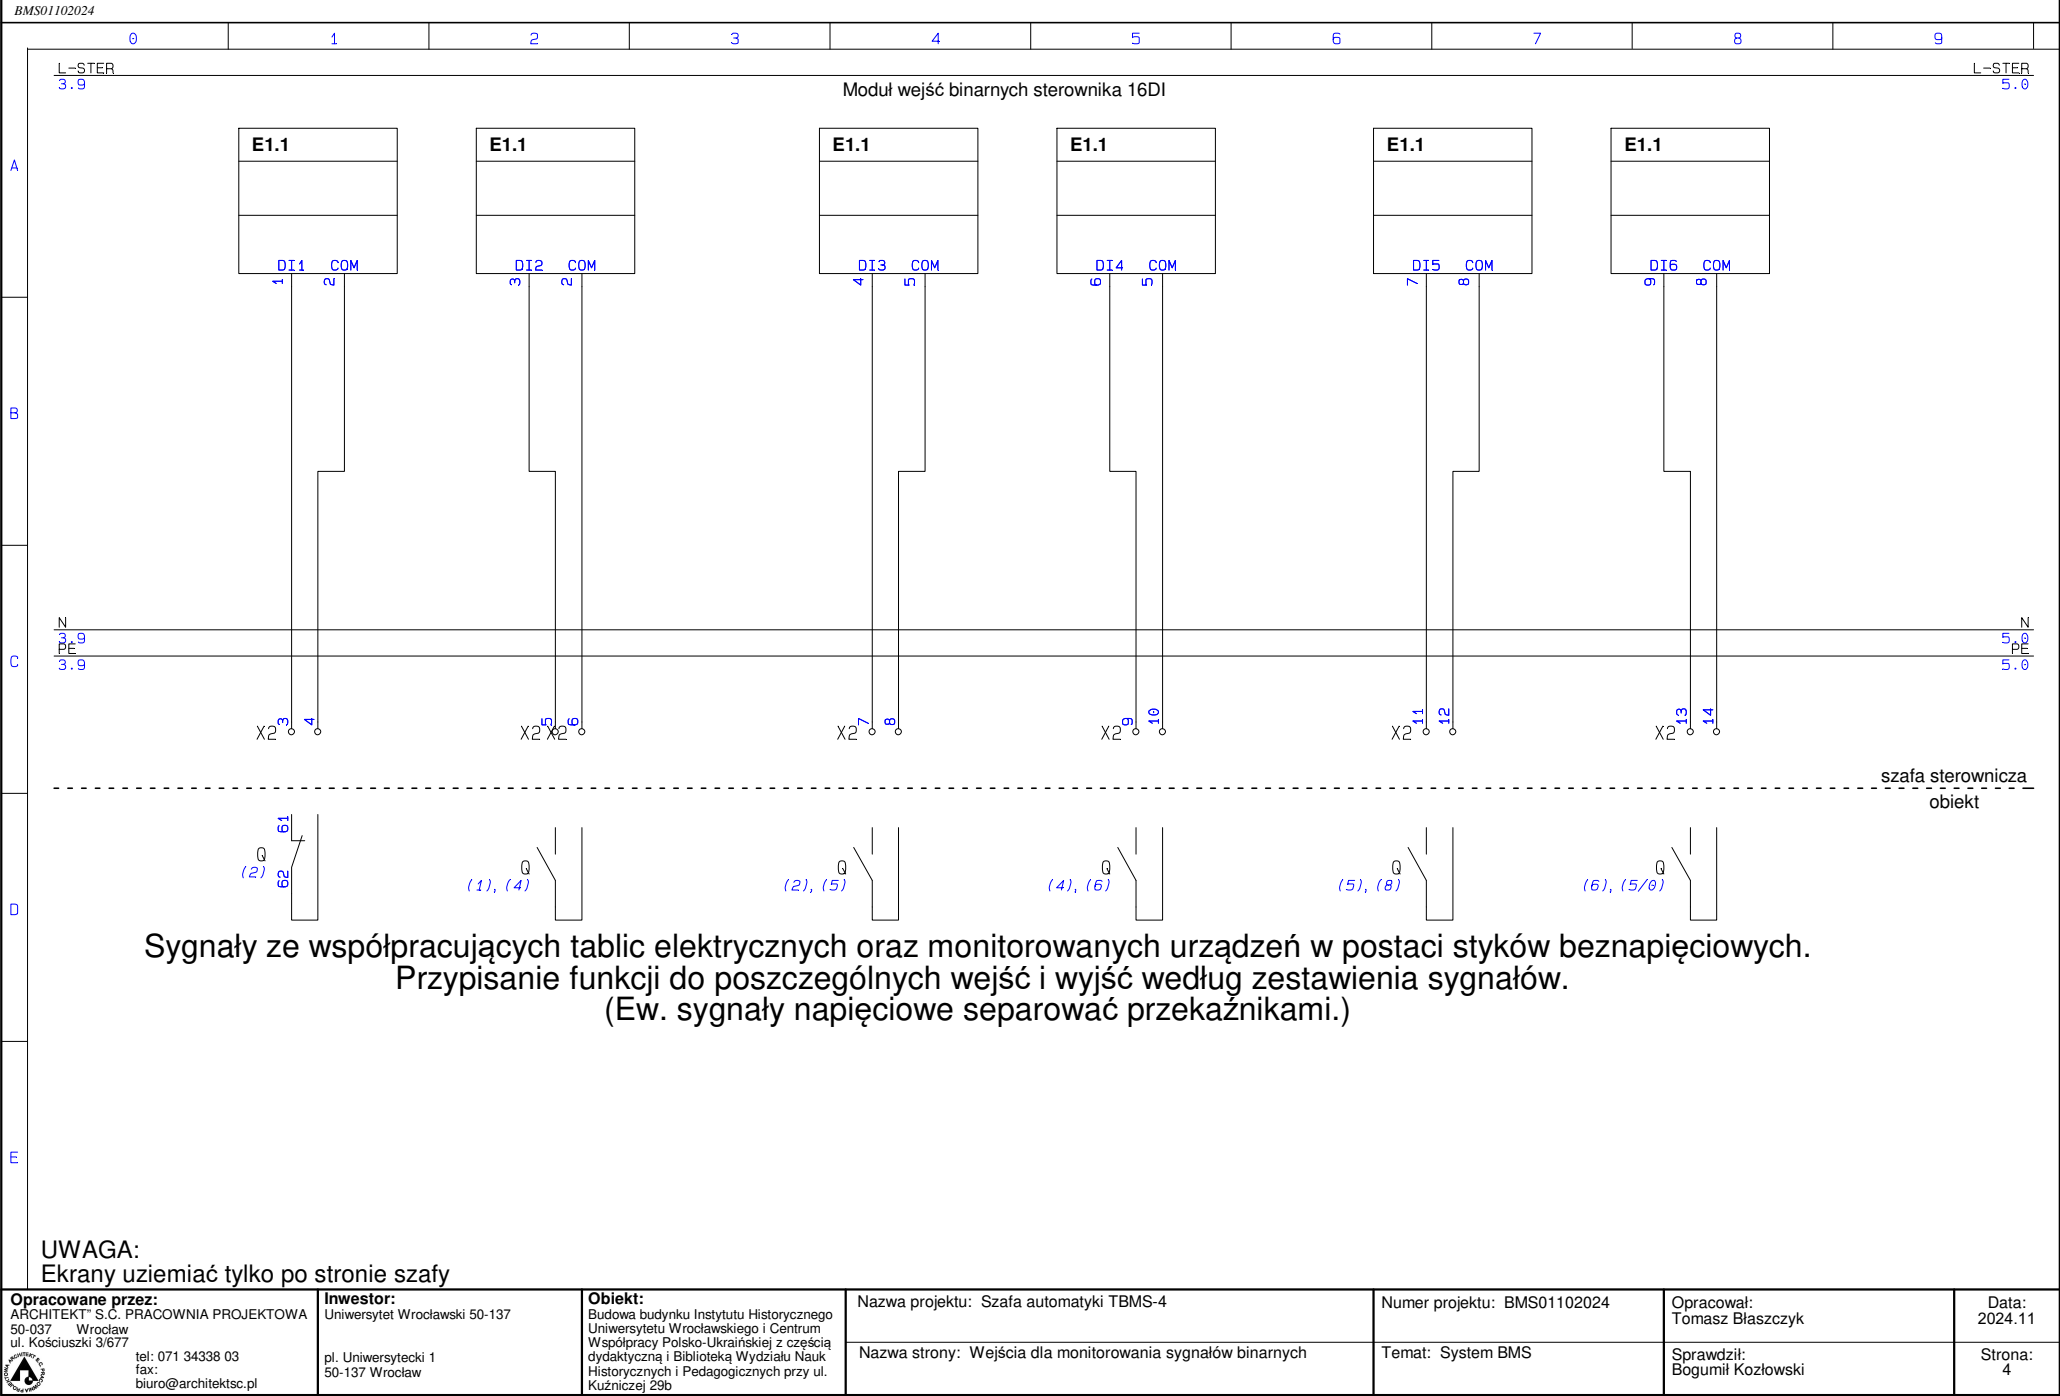 BMS01102024
0 1 2 3 4 5 6 7 8 9
L-STER L-STER
3.9 5.0
Moduł wejść binarnych sterownika 16DI
A
E1.1 E1.1 E1.1 E1.1 E1.1 E1.1
DI1 COM DI2 COM DI3 COM DI4 COM DI5 COM DI6 COM
1 2 3 2 4 5 6 5 7 8 9 8
B
N N
3.9 5.0
PE PE
3.9 5.0
C
3 4 5 6 7 8 9 10 11 12 13 14
X2 X2 X2 X2 X2 X2 X2
szafa sterownicza
obiekt
61
Q Q Q Q Q Q
(2) (1), (4) (2), (5) (4), (6) (5), (8) (6), (5/0)
62
D
Sygnały ze współpracujących tablic elektrycznych oraz monitorowanych urządzeń w postaci styków beznapięciowych.
Przypisanie funkcji do poszczególnych wejść i wyjść według zestawienia sygnałów.
(Ew. sygnały napięciowe separować przekaźnikami.)
E
UWAGA:
Ekrany uziemiać tylko po stronie szafy
Opracowane przez:
ARCHITEKT" S.C. PRACOWNIA PROJEKTOWA
50-037 Wrocław
ul. Kościuszki 3/677
tel: 071 34338 03
fax:
biuro@architektsc.pl
Inwestor:
Uniwersytet Wrocławski 50-137
pl. Uniwersytecki 1
50-137 Wrocław
Obiekt:
Budowa budynku Instytutu Historycznego
Uniwersytetu Wrocławskiego i Centrum
Współpracy Polsko-Ukraińskiej z częścią
dydaktyczną i Biblioteką Wydziału Nauk
Historycznych i Pedagogicznych przy ul.
Kuźniczej 29b
Nazwa projektu: Szafa automatyki TBMS-4
Nazwa strony: Wejścia dla monitorowania sygnałów binarnych
Numer projektu: BMS01102024
Temat: System BMS
Opracował:
Tomasz Błaszczyk
Sprawdził:
Bogumił Kozłowski
Data:
2024.11
Strona:
4